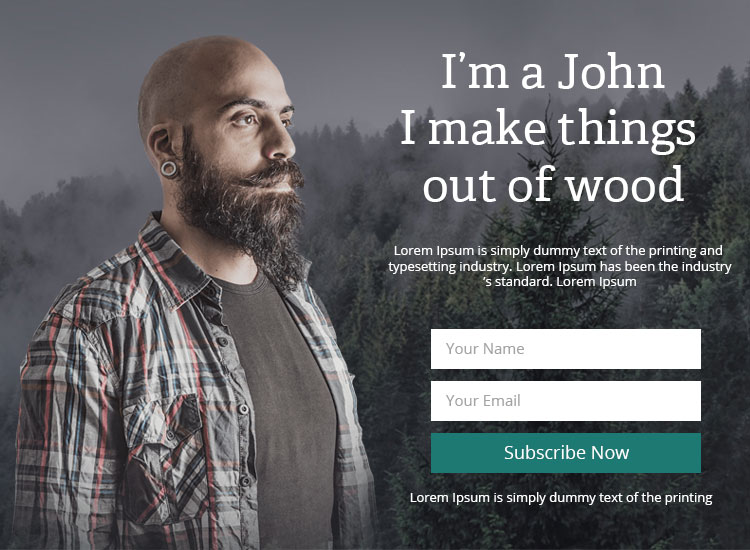 I’m a John
I make things
out of wood
Lorem Ipsum is simply dummy text of the printing and
typesetting industry. Lorem Ipsum has been the industry
‘s standard. Lorem Ipsum
Your Name
Your Email
Subscribe Now
Lorem Ipsum is simply dummy text of the printing